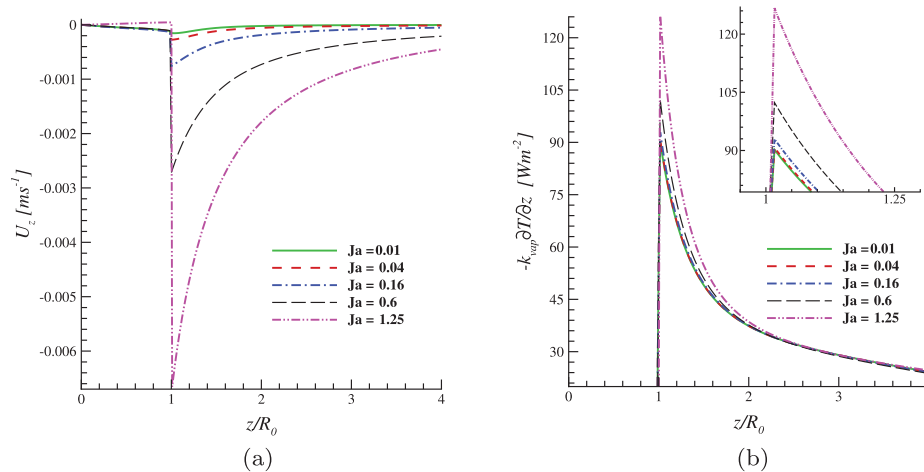 0
-0.001
-0.002
-0.003
-0.004
-0.005
-0.006
U_z [ms^-1]
Ja =0.01
Ja = 0.04
Ja = 0.16
Ja = 0.6
Ja = 1.25
0 1 2 3 4
z/R_0
(a)
120
105
90
75
60
45
30
-k_vap ∂T/∂z [Wm^-2]
120
105
90
1 1.25
Ja =0.01
Ja = 0.04
Ja = 0.16
Ja = 0.6
Ja = 1.25
0 1 2 3
z/R_0
(b)